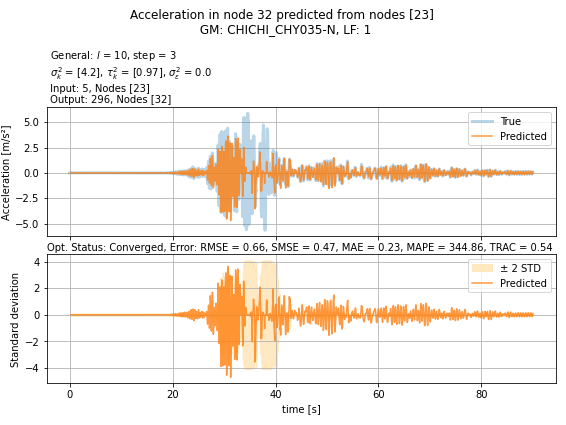 Acceleration in node 32 predicted from nodes [23]
GM: CHICHI_CHY035-N, LF: 1
General: l = 10, step = 3
σ²ₖ = [4.2], τ²ₖ = [0.97], σ²ε = 0.0
Input: 5, Nodes [23]
Output: 296, Nodes [32]
Acceleration [m/s²]
5.0
2.5
0.0
−2.5
−5.0
True
Predicted
Opt. Status: Converged, Error: RMSE = 0.66, SMSE = 0.47, MAE = 0.23, MAPE = 344.86, TRAC = 0.54
Standard deviation
4
2
0
−2
−4
± 2 STD
Predicted
0 20 40 60 80
time [s]